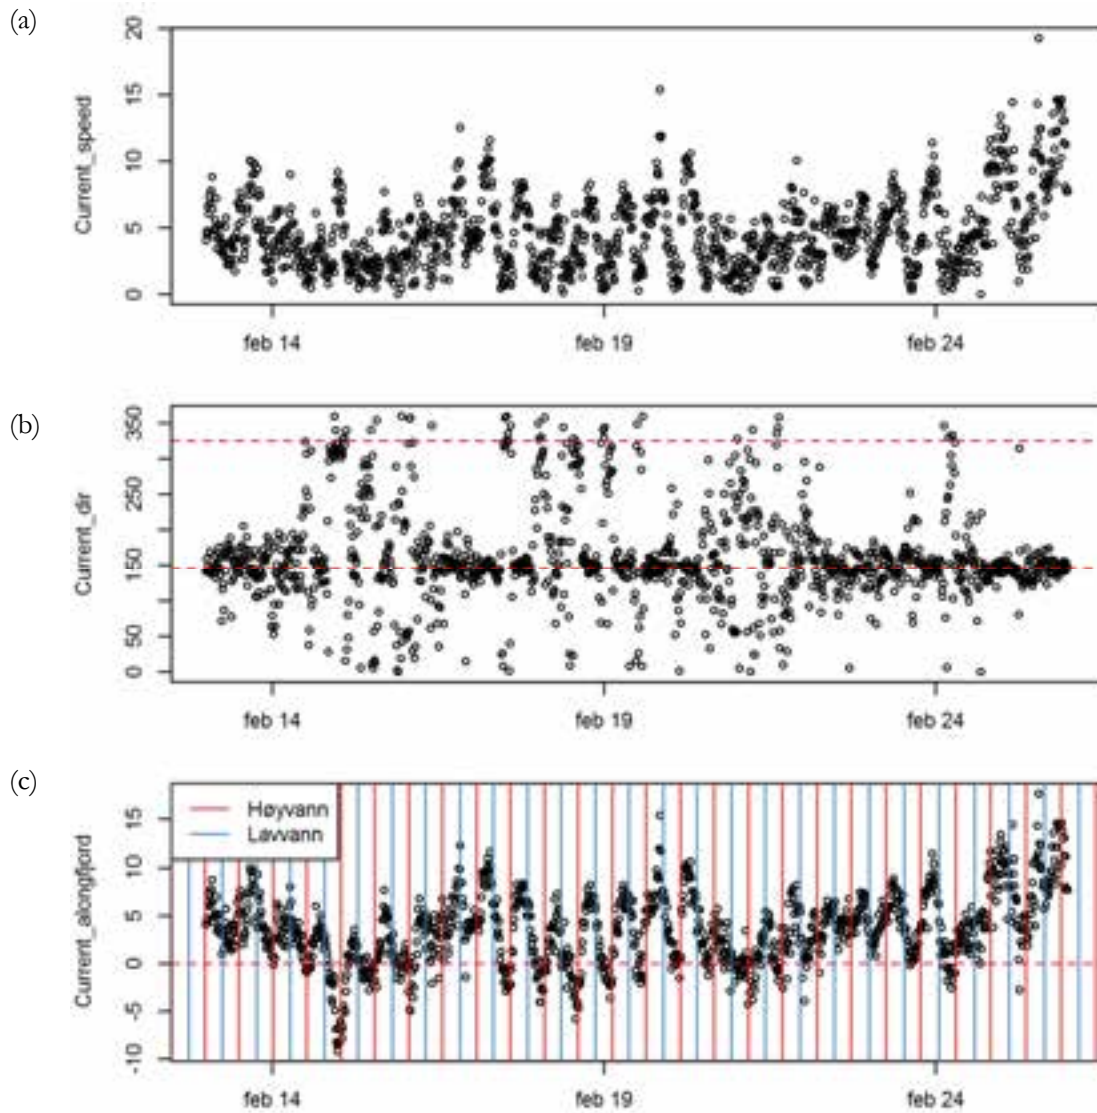 (a)
Current_speed
20
15
10
5
0
feb 14 feb 19 feb 24
(b)
Current_dir
350
250
150
50
0
feb 14 feb 19 feb 24
(c)
Current_alongfjord
15
10
5
0
-5
-10
Høyvann
Lavvann
feb 14 feb 19 feb 24